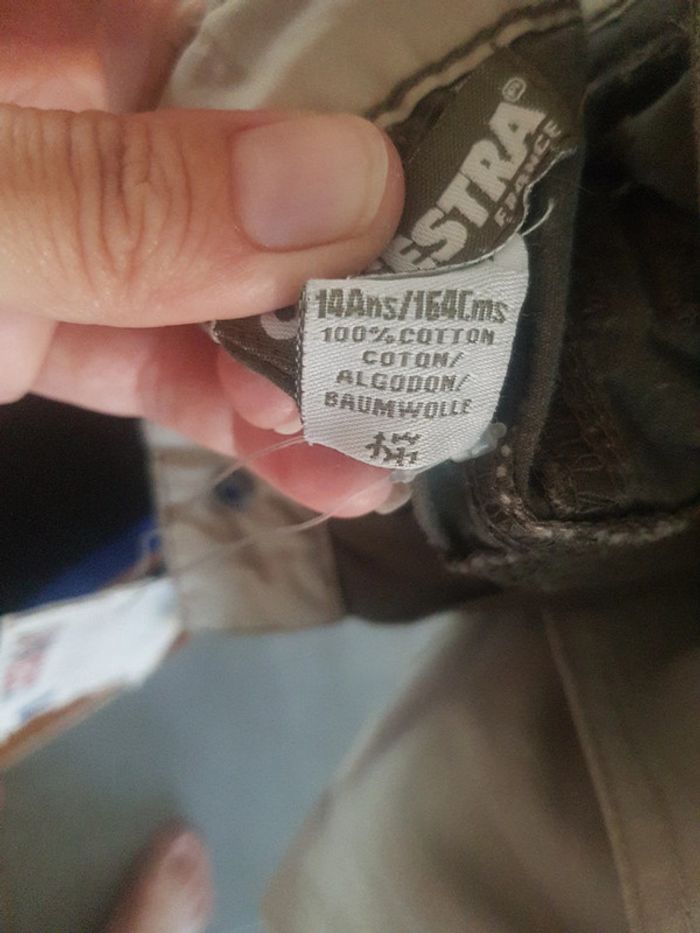 ESTRA®
FRANCE
14Ans/164Cms
100%COTTON
COTON/
ALGODON/
BAUMWOLLE